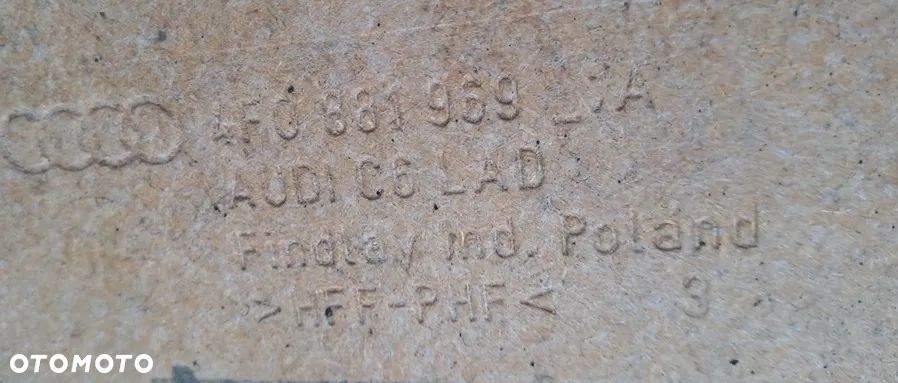 4F0 881 969 A
AUDI C6 LAD
Findlay Ind. Poland
>HFF-PHF< 3
OTOMOTO